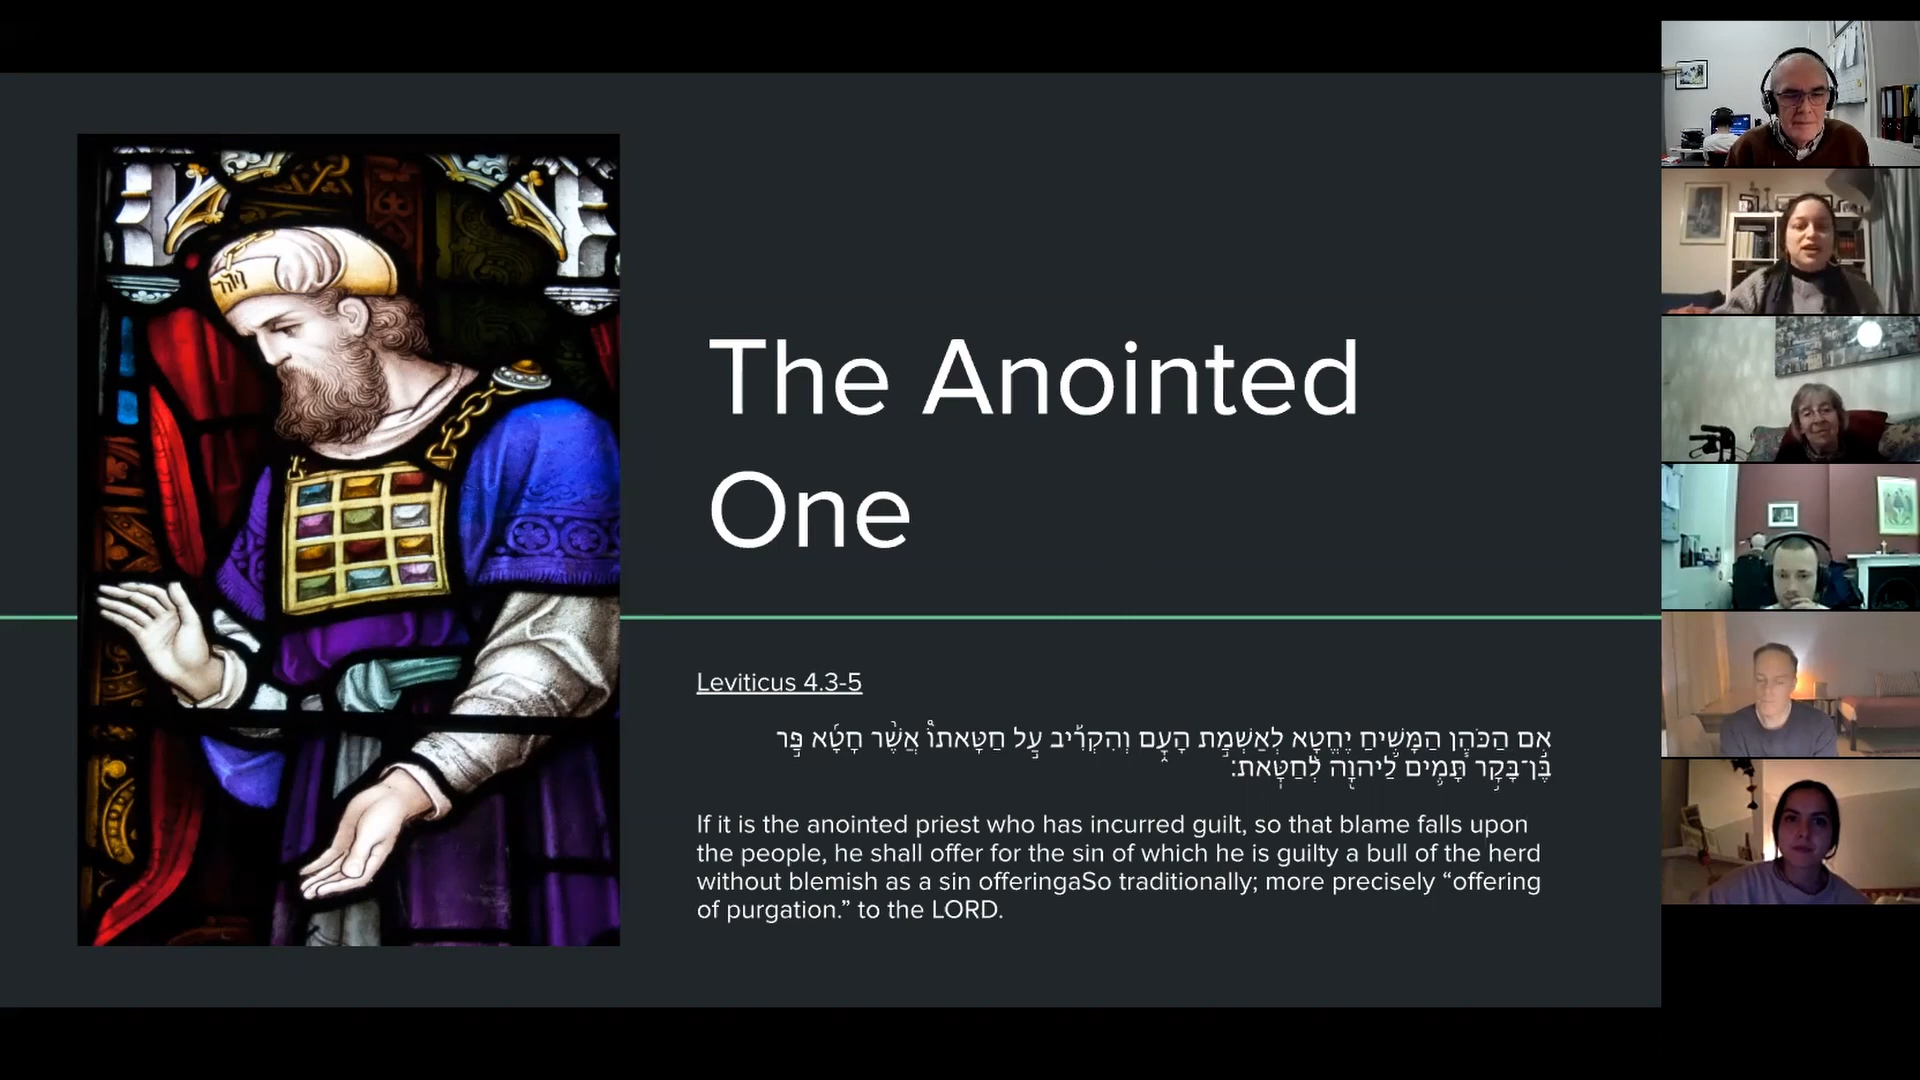 The Anointed
One
Leviticus 4.3-5
אִ֣ם הַכֹּהֵ֧ן הַמָּשִׁ֛יחַ יֶחֱטָ֖א לְאַשְׁמַ֣ת הָעָ֑ם וְהִקְרִ֡יב עַ֣ל חַטָּאתוֹ֩ אֲשֶׁ֨ר חָטָ֜א פַּ֣ר
בֶּן־בָּקָ֥ר תָּמִ֛ים לַיהוָ֖ה לְחַטָּֽאת׃
If it is the anointed priest who has incurred guilt, so that blame falls upon
the people, he shall offer for the sin of which he is guilty a bull of the herd
without blemish as a sin offeringaSo traditionally; more precisely “offering
of purgation.” to the LORD.